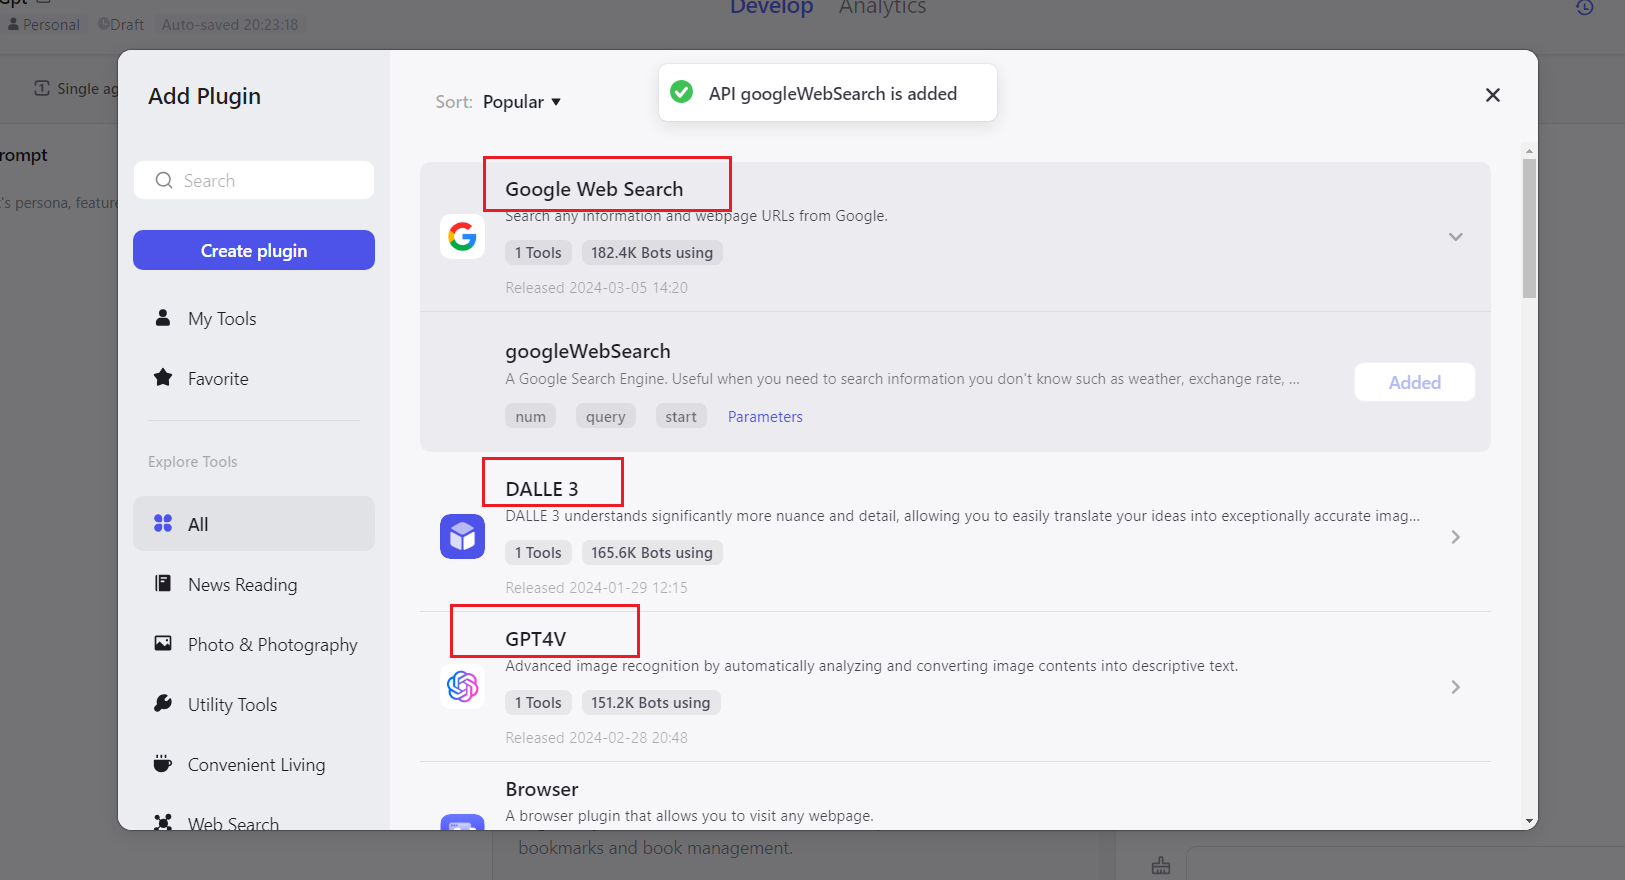 Personal
Draft
Auto-saved 20:23:18
Develop
Analytics
Single ag
rompt
's persona, feature
Add Plugin
Search
Create plugin
My Tools
Favorite
Explore Tools
All
News Reading
Photo & Photography
Utility Tools
Convenient Living
Web Search
Sort: Popular
API googleWebSearch is added
Google Web Search
Search any information and webpage URLs from Google.
1 Tools 182.4K Bots using
Released 2024-03-05 14:20
googleWebSearch
A Google Search Engine. Useful when you need to search information you don't know such as weather, exchange rate, ...
Added
num query start Parameters
DALLE 3
DALLE 3 understands significantly more nuance and detail, allowing you to easily translate your ideas into exceptionally accurate imag...
1 Tools 165.6K Bots using
Released 2024-01-29 12:15
GPT4V
Advanced image recognition by automatically analyzing and converting image contents into descriptive text.
1 Tools 151.2K Bots using
Released 2024-02-28 20:48
Browser
A browser plugin that allows you to visit any webpage.
bookmarks and book management.